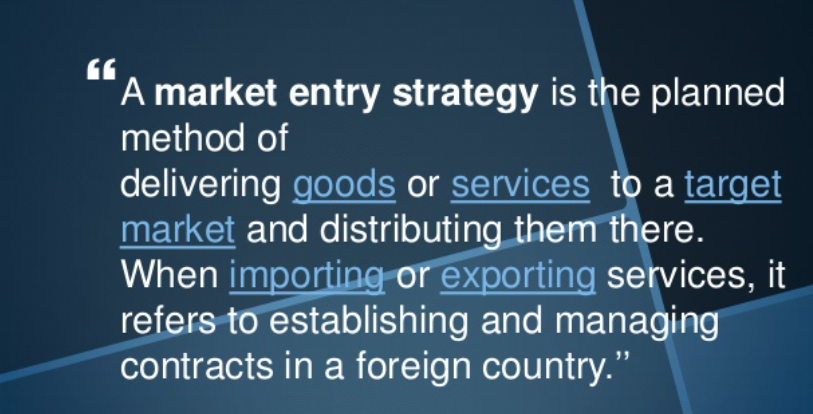 “ A market entry strategy is the planned
method of
delivering goods or services to a target
market and distributing them there.
When importing or exporting services, it
refers to establishing and managing
contracts in a foreign country.’’